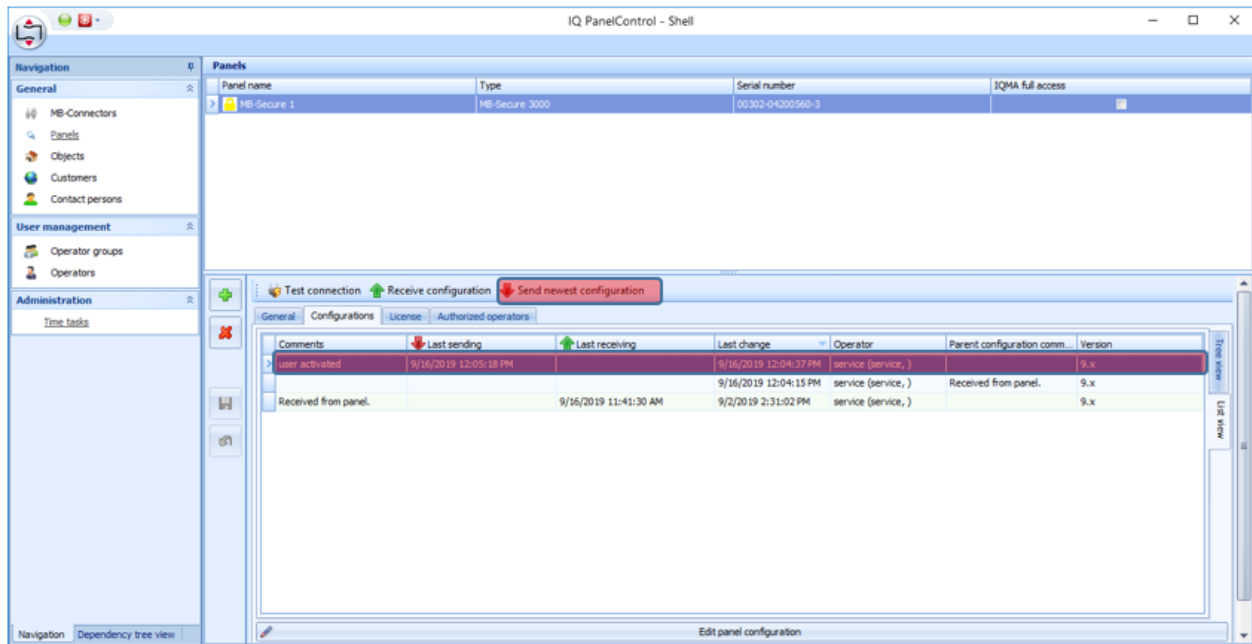 IQ PanelControl - Shell
Navigation
General
MB-Connectors
Panels
Objects
Customers
Contact persons
User management
Operator groups
Operators
Administration
Time tasks
Navigation Dependency tree view
Panels
Panel name Type Serial number IQMA full access
MB-Secure 1 MB-Secure 3000 00302-04200560-3
Test connection Receive configuration Send newest configuration
General Configurations License Authorized operators
Comments Last sending Last receiving Last change Operator Parent configuration comm... Version
user activated 9/16/2019 12:05:18 PM 9/16/2019 12:04:37 PM service (service, ) 9.x
9/16/2019 12:04:15 PM service (service, ) Received from panel. 9.x
Received from panel. 9/16/2019 11:41:30 AM 9/2/2019 2:31:02 PM service (service, ) 9.x
Tree view
List view
Edit panel configuration